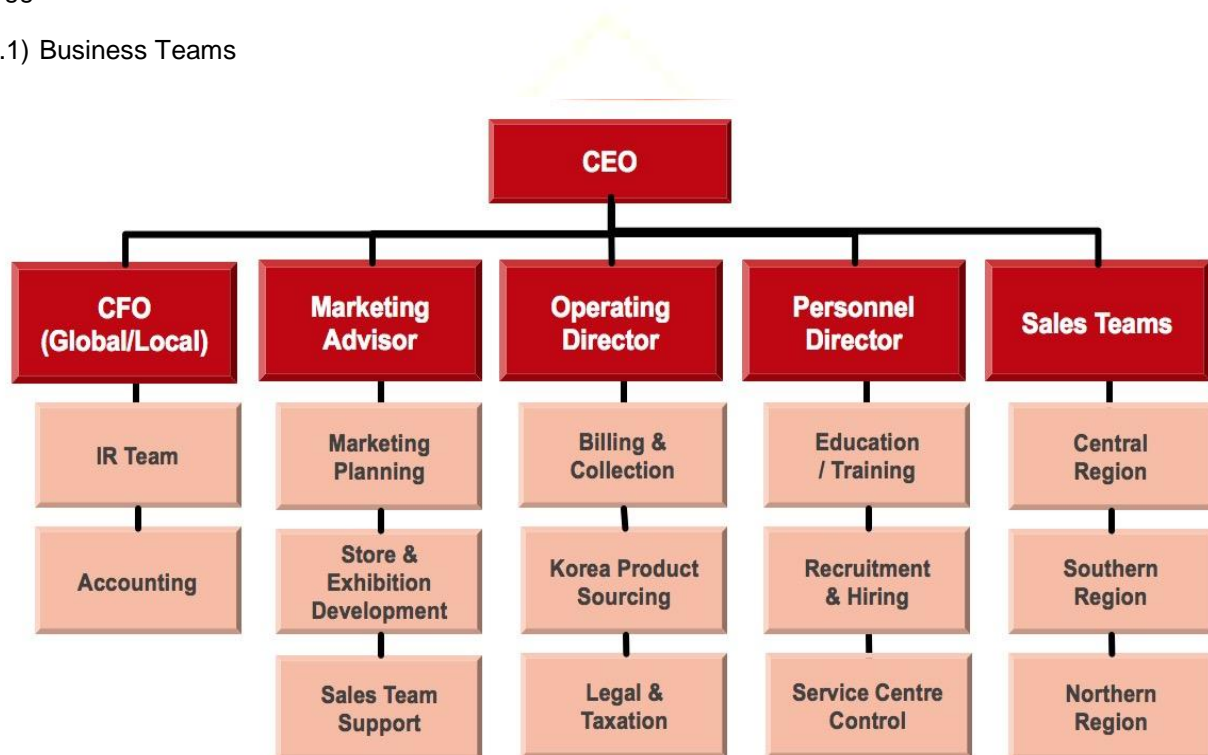 .1) Business Teams
CEO
CFO
(Global/Local)
Marketing
Advisor
Operating
Director
Personnel
Director
Sales Teams
IR Team
Marketing
Planning
Billing &
Collection
Education
/ Training
Central
Region
Accounting
Store &
Exhibition
Development
Korea Product
Sourcing
Recruitment
& Hiring
Southern
Region
Sales Team
Support
Legal &
Taxation
Service Centre
Control
Northern
Region